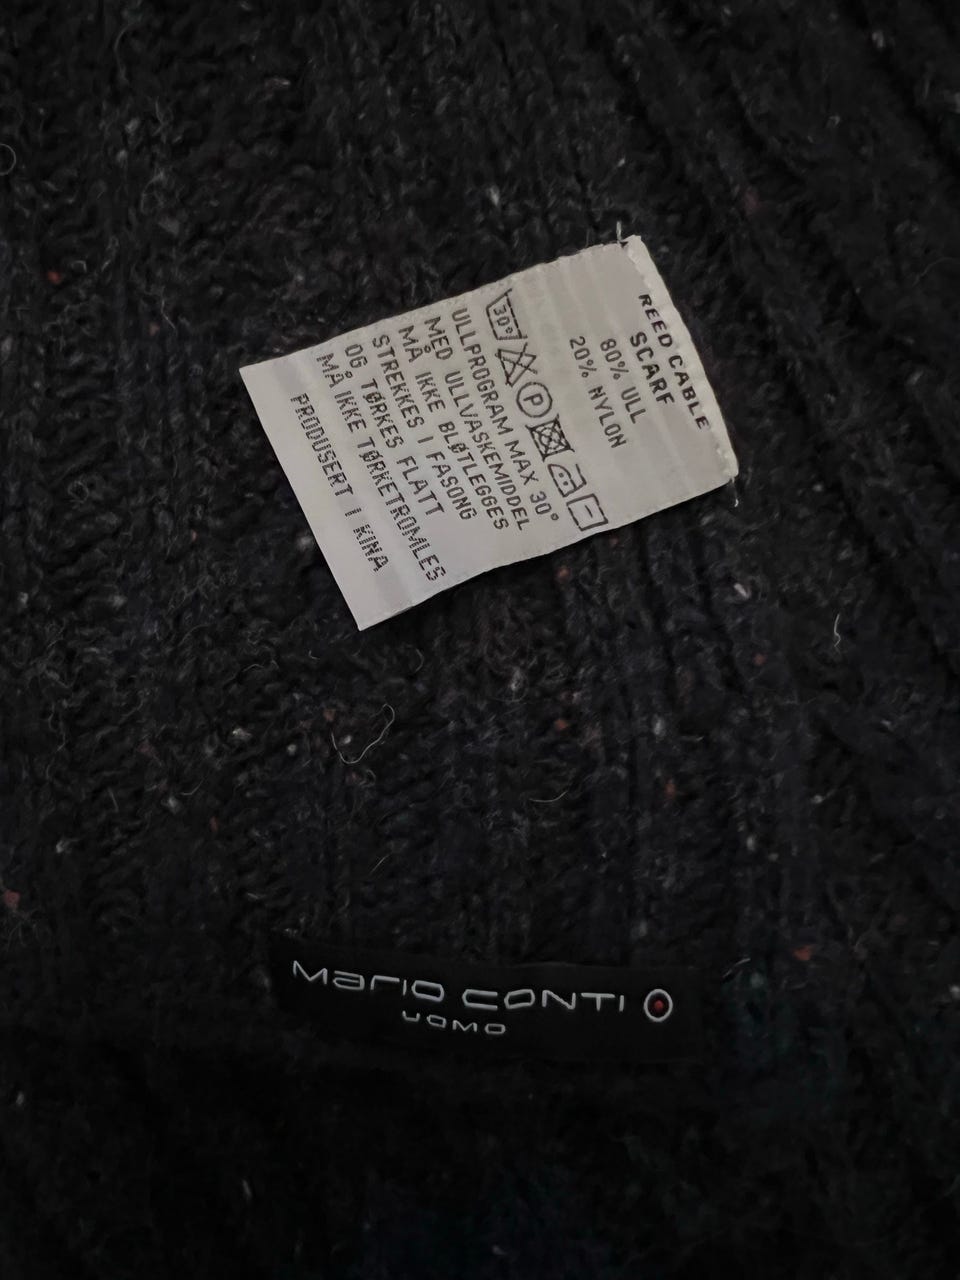 REED CABLE
SCARF
80% ULL
20% NYLON
30°
P
ULLPROGRAM MAX 30°
MED ULLVASKEMIDDEL
MÅ IKKE BLØTLEGGES
STREKKES I FASONG
OG TØRKES FLATT
MÅ IKKE TØRKETROMLES
PRODUSERT I KINA
MARIO CONTI
UOMO